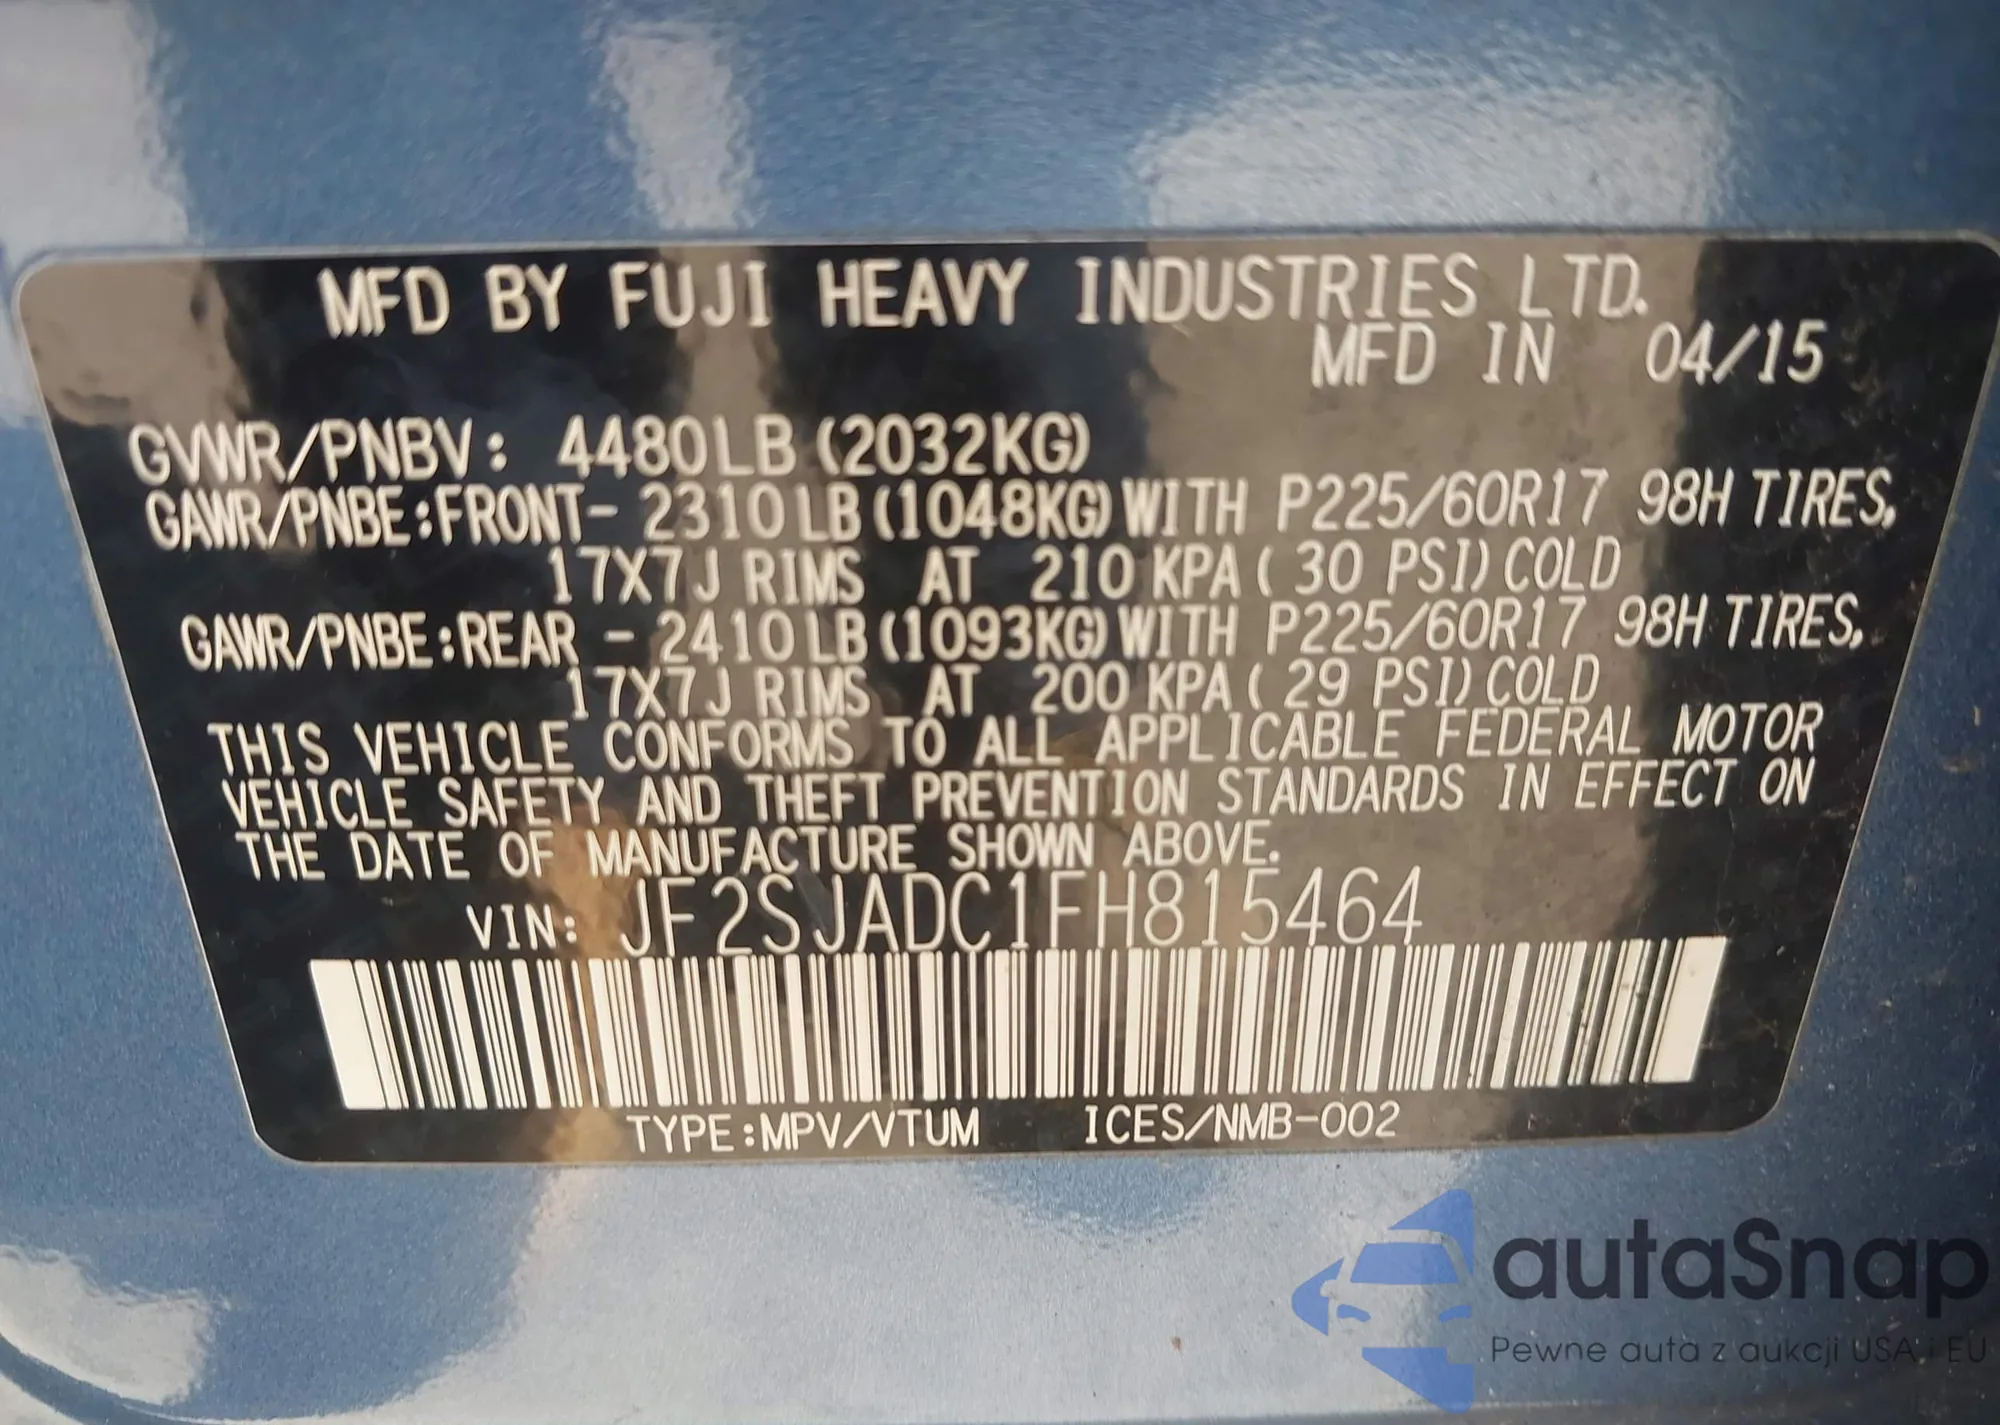 MFD BY FUJI HEAVY INDUSTRIES LTD.
MFD IN 04/15
GVWR/PNBV: 4480LB (2032KG)
GAWR/PNBE:FRONT- 2310LB (1048KG) WITH P225/60R17 98H TIRES,
17X7J RIMS AT 210 KPA ( 30 PSI) COLD
GAWR/PNBE:REAR - 2410LB (1093KG) WITH P225/60R17 98H TIRES,
17X7J RIMS AT 200 KPA ( 29 PSI) COLD
THIS VEHICLE CONFORMS TO ALL APPLICABLE FEDERAL MOTOR
VEHICLE SAFETY AND THEFT PREVENTION STANDARDS IN EFFECT ON
THE DATE OF MANUFACTURE SHOWN ABOVE.
VIN: JF2SJADC1FH815464
TYPE:MPV/VTUM ICES/NMB-002
autaSnap
Pewne auta z aukcji USA i EU